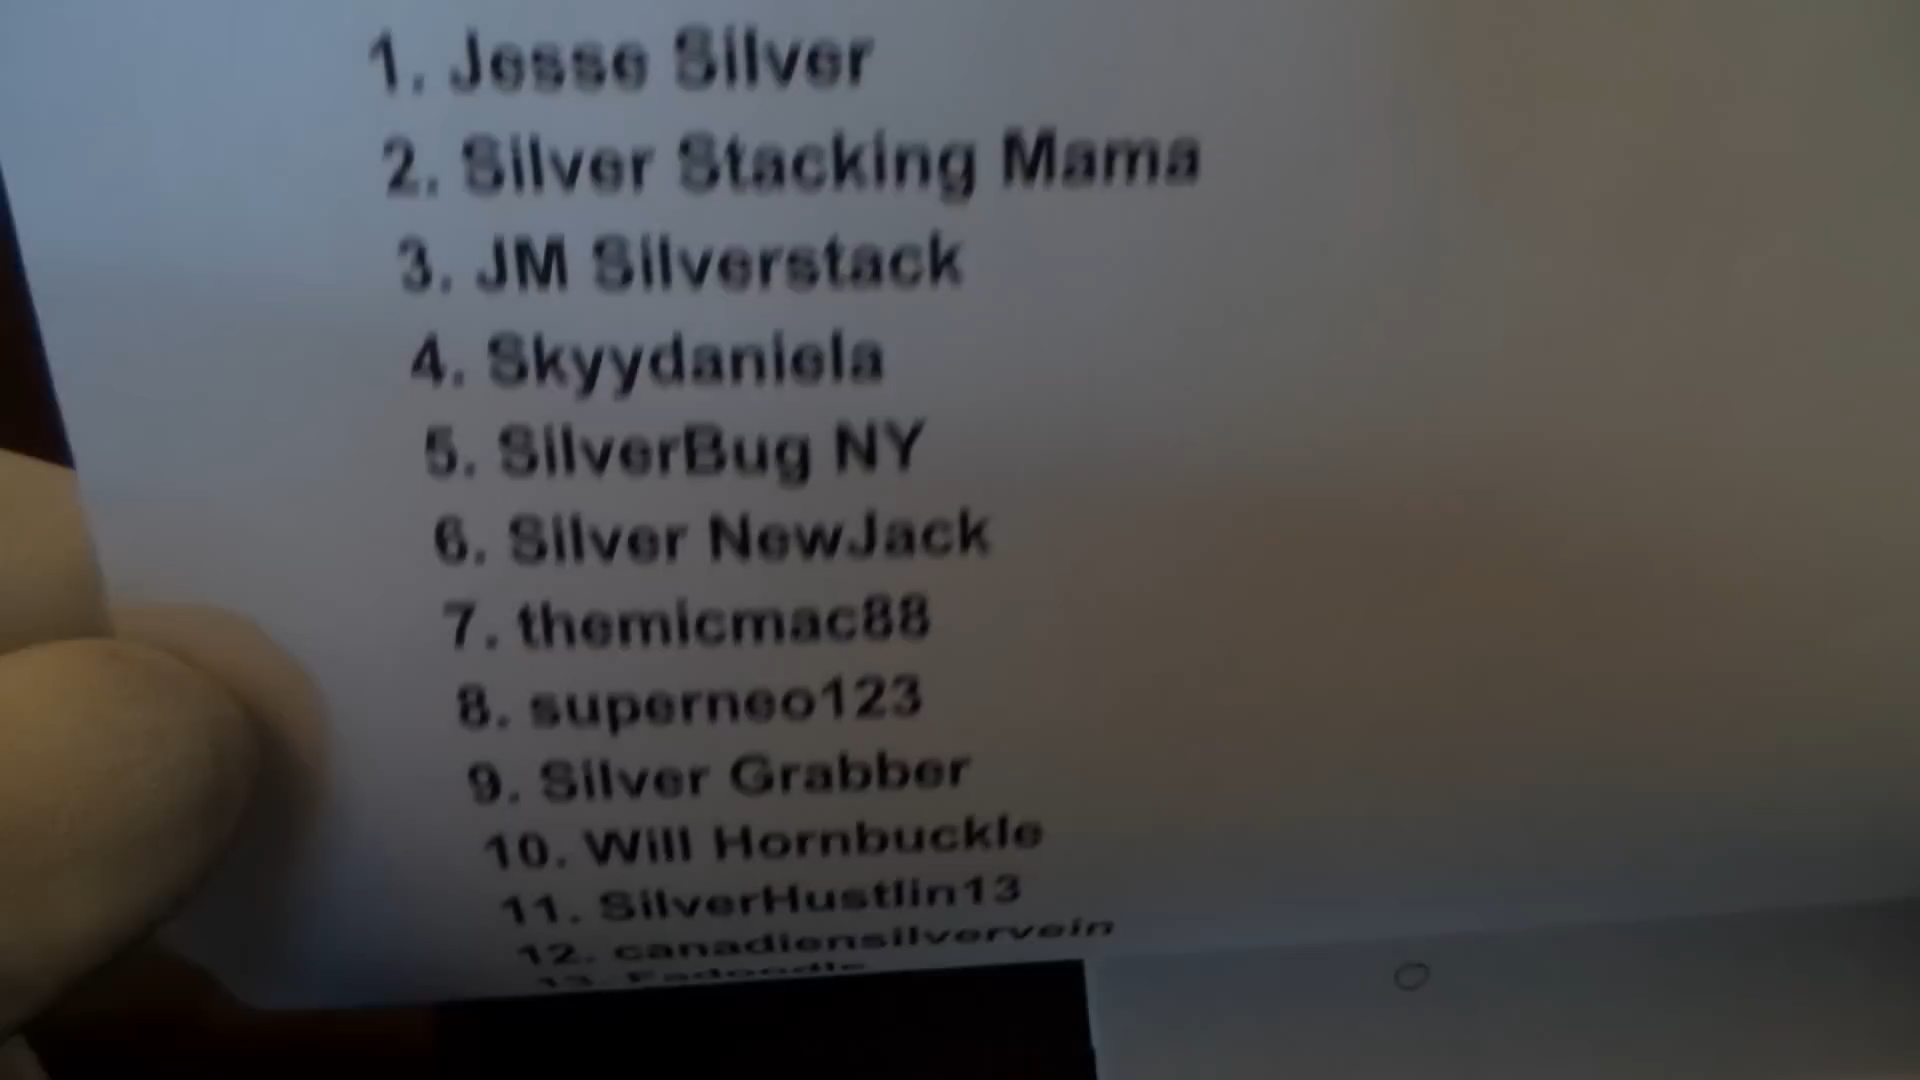 1. Jesse Silver
2. Silver Stacking Mama
3. JM Silverstack
4. Skyydaniela
5. SilverBug NY
6. Silver NewJack
7. themicmac88
8. superneo123
9. Silver Grabber
10. Will Hornbuckle
11. SilverHustlin13
12. canadiensilvervein
13.